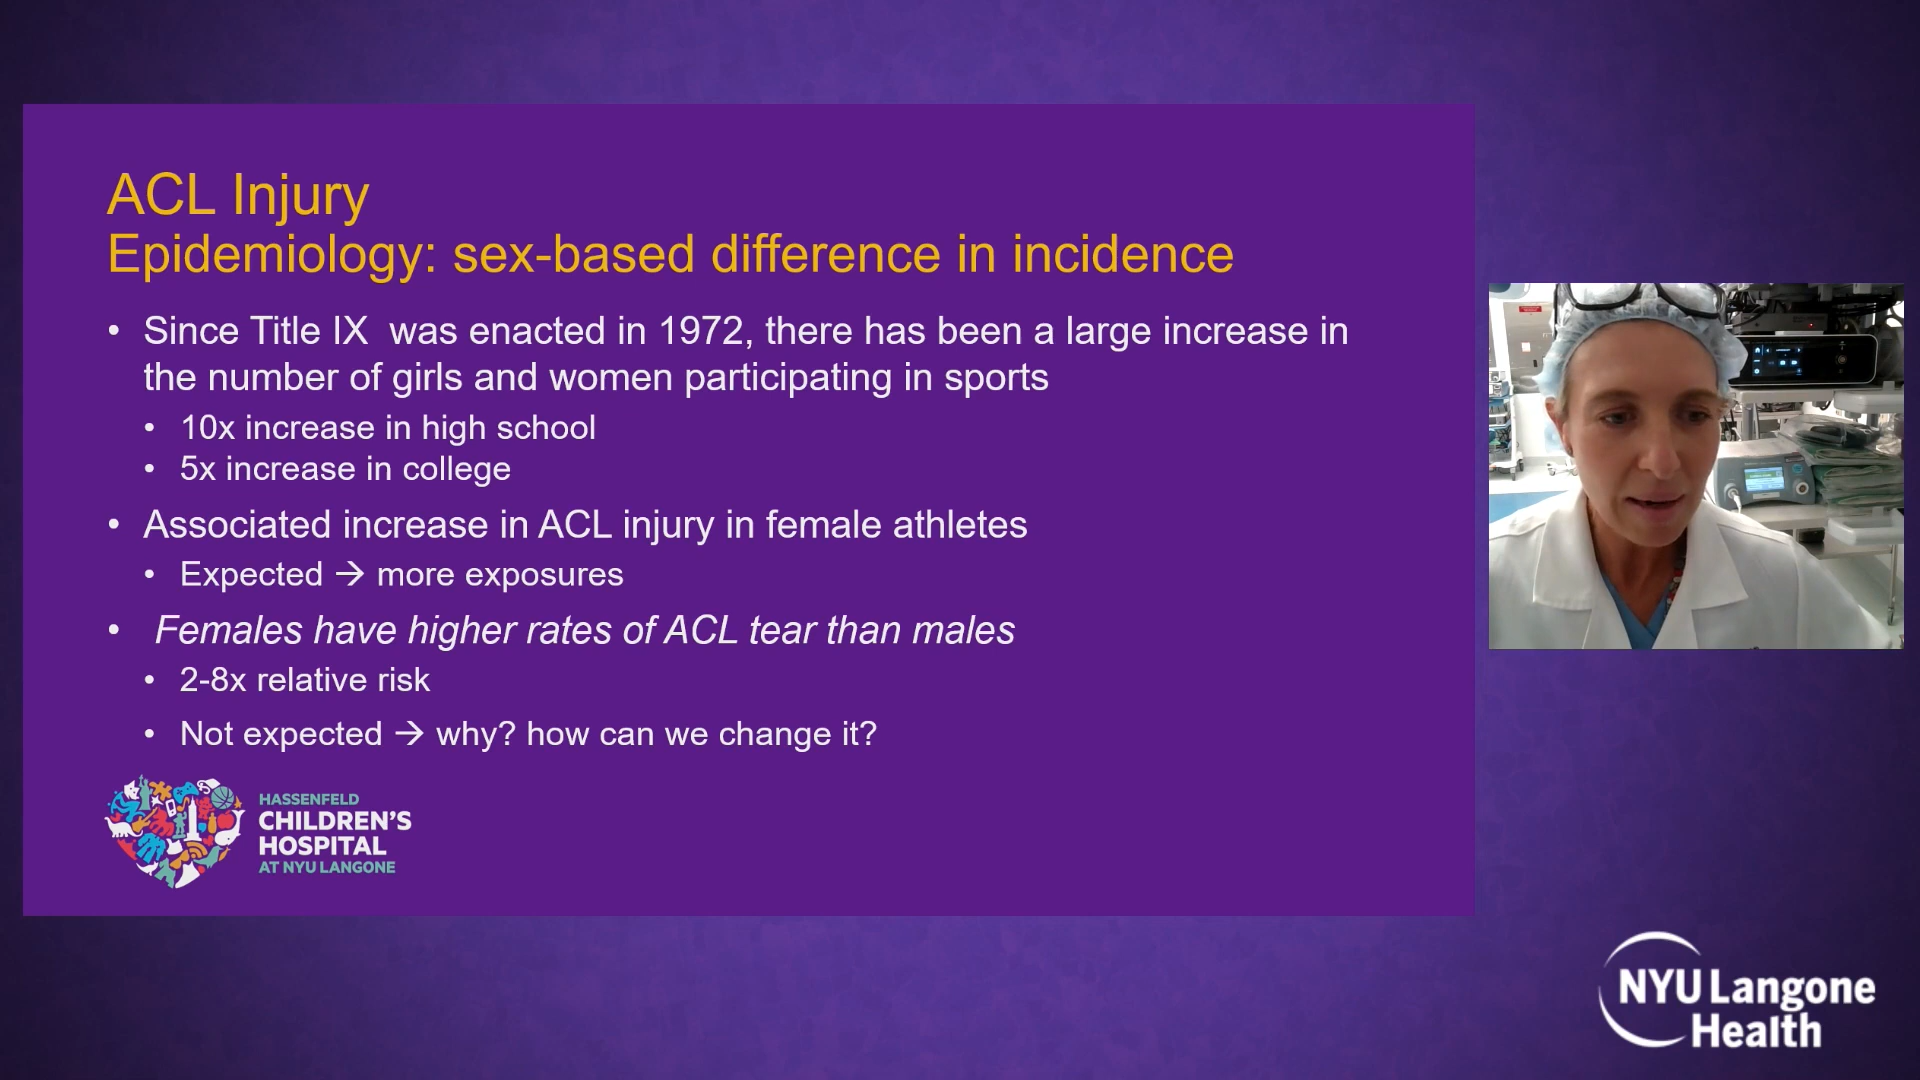 ACL Injury
Epidemiology: sex-based difference in incidence
• Since Title IX  was enacted in 1972, there has been a large increase in
the number of girls and women participating in sports
• 10x increase in high school
• 5x increase in college
• Associated increase in ACL injury in female athletes
• Expected → more exposures
• Females have higher rates of ACL tear than males
• 2-8x relative risk
• Not expected → why? how can we change it?
HASSENFELD
CHILDREN'S
HOSPITAL
AT NYU LANGONE
NYU Langone
Health